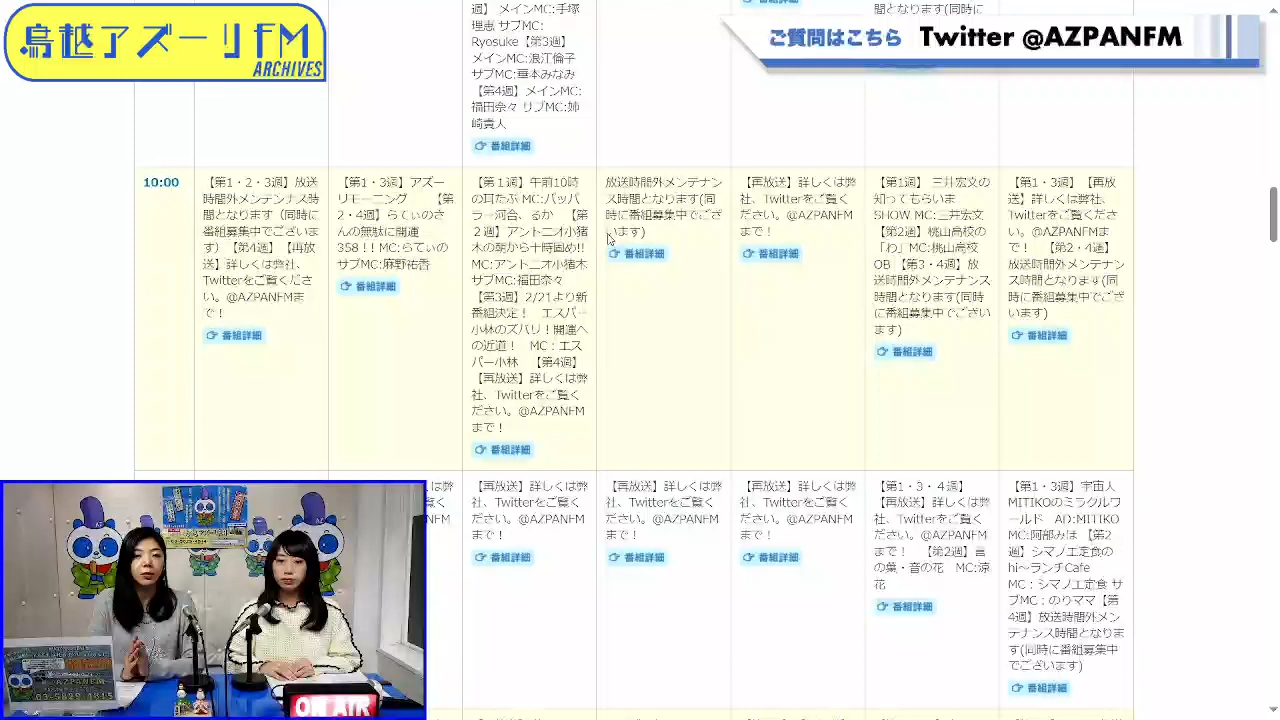 鳥越アズーリFM
ARCHIVES
ご質問はこちら Twitter @AZPANFM
週】 メインMC:手塚
理恵 サブMC:
Ryosuke【第3週】
メインMC:浪江倫子
サブMC:華本みなみ
【第4週】メインMC:
福田奈々 リブMC:姉
崎貴人
番組詳細
間となります(同時に
10:00
【第1・2・3週】放送
時間外メンテンナス時
間となります（同時に
番組募集中でございま
す）【第4週】【再放
送】詳しくは弊社、
Twitterをご覧くださ
い。@AZPANFMま
で！
番組詳細
【第1・3週】アズー
リモーニング 【第
2・4週】らてぃのさ
んの無駄に開運
358！！MC:らていの
サブMC:麻野祐香
番組詳細
【第１週】午前10時
の耳たぶ MC:バッパ
ラー河合、るか 【第
２週】アントニオ小猪
木の朝から十時固め!!
MC:アントニオ小猪木
サブMC:福田奈々
【第3週】2/21より新
番組決定！ エスパー
小林のズバリ！開運へ
の近道！ MC：エス
パー小林 【第4週】
【再放送】詳しくは弊
社、Twitterをご覧く
ださい。@AZPANFM
まで！
番組詳細
放送時間外メンテナン
ス時間となります(同
時に番組募集中でござ
います)
番組詳細
【再放送】詳しくは弊
社、Twitterをご覧く
ださい。@AZPANFM
まで！
番組詳細
【第1週】 三井宏文の
知ってもらいま
SHOW MC:三井宏文
【第2週】桃山高校の
「わ」MC:桃山高校
OB 【第3・4週】放
送時間外メンテナンス
時間となります(同時
に番組募集中でござい
ます)
番組詳細
【第1・3週】 【再放
送】詳しくは弊社、
Twitterをご覧くださ
い。@AZPANFMま
で！ 【第2・4週】
放送時間外メンテナン
ス時間となります(同
時に番組募集中でござ
います)
番組詳細
は弊
覧く
NFM
【再放送】詳しくは弊
社、Twitterをご覧く
ださい。@AZPANFM
まで！
番組詳細
【再放送】詳しくは弊
社、Twitterをご覧く
ださい。@AZPANFM
まで！
番組詳細
【再放送】詳しくは弊
社、Twitterをご覧く
ださい。@AZPANFM
まで！
番組詳細
【第1・3・4週】
【再放送】詳しくは弊
社、Twitterをご覧く
ださい。@AZPANFM
まで！ 【第2週】言
の葉・音の花 MC:涼
花
番組詳細
【第1・3週】宇宙人
MITIKOのミラクルワ
ールド AD:MITIKO
MC:阿部みほ 【第2
週】シマノエ定食の
hi～ランチCafe
MC：シマノエ定食 サ
ブMC：のりママ【第
4週】放送時間外メン
テナンス時間となりま
す(同時に番組募集中
でございます)
番組詳細
ON AIR